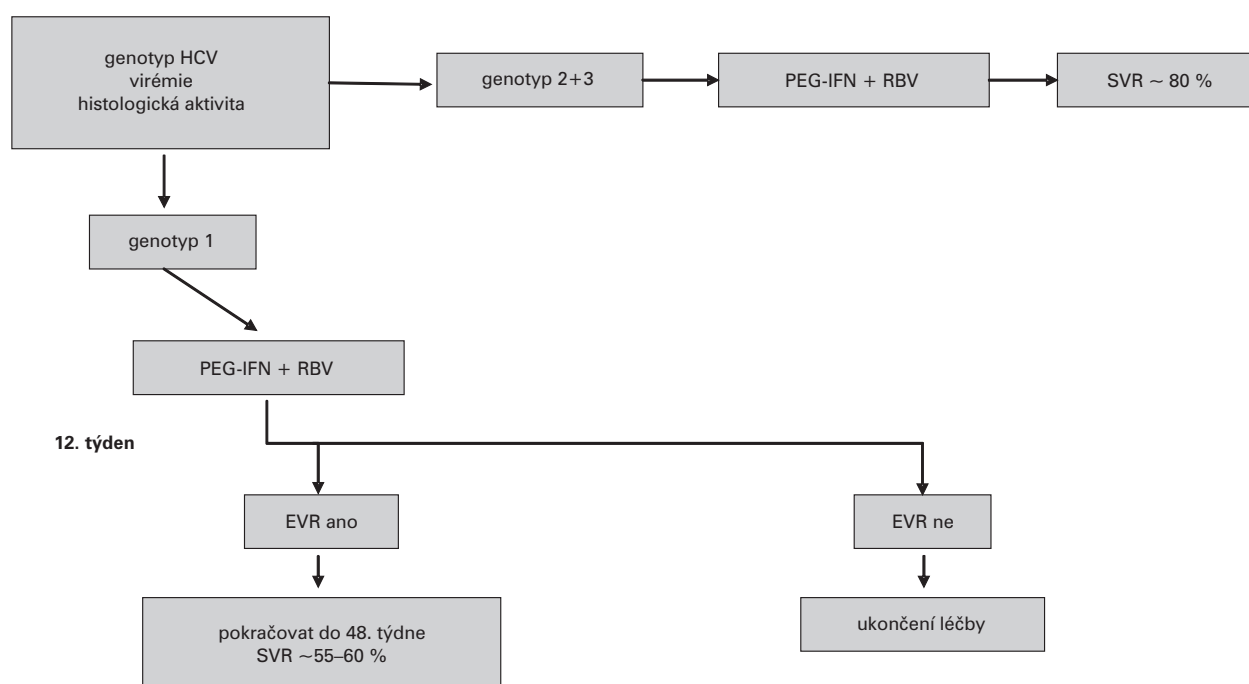 genotyp HCV
virémie
histologická aktivita
genotyp 2+3
PEG-IFN + RBV
SVR ~ 80 %
genotyp 1
PEG-IFN + RBV
12. týden
EVR ano
EVR ne
pokračovat do 48. týdne
SVR ~55–60 %
ukončení léčby